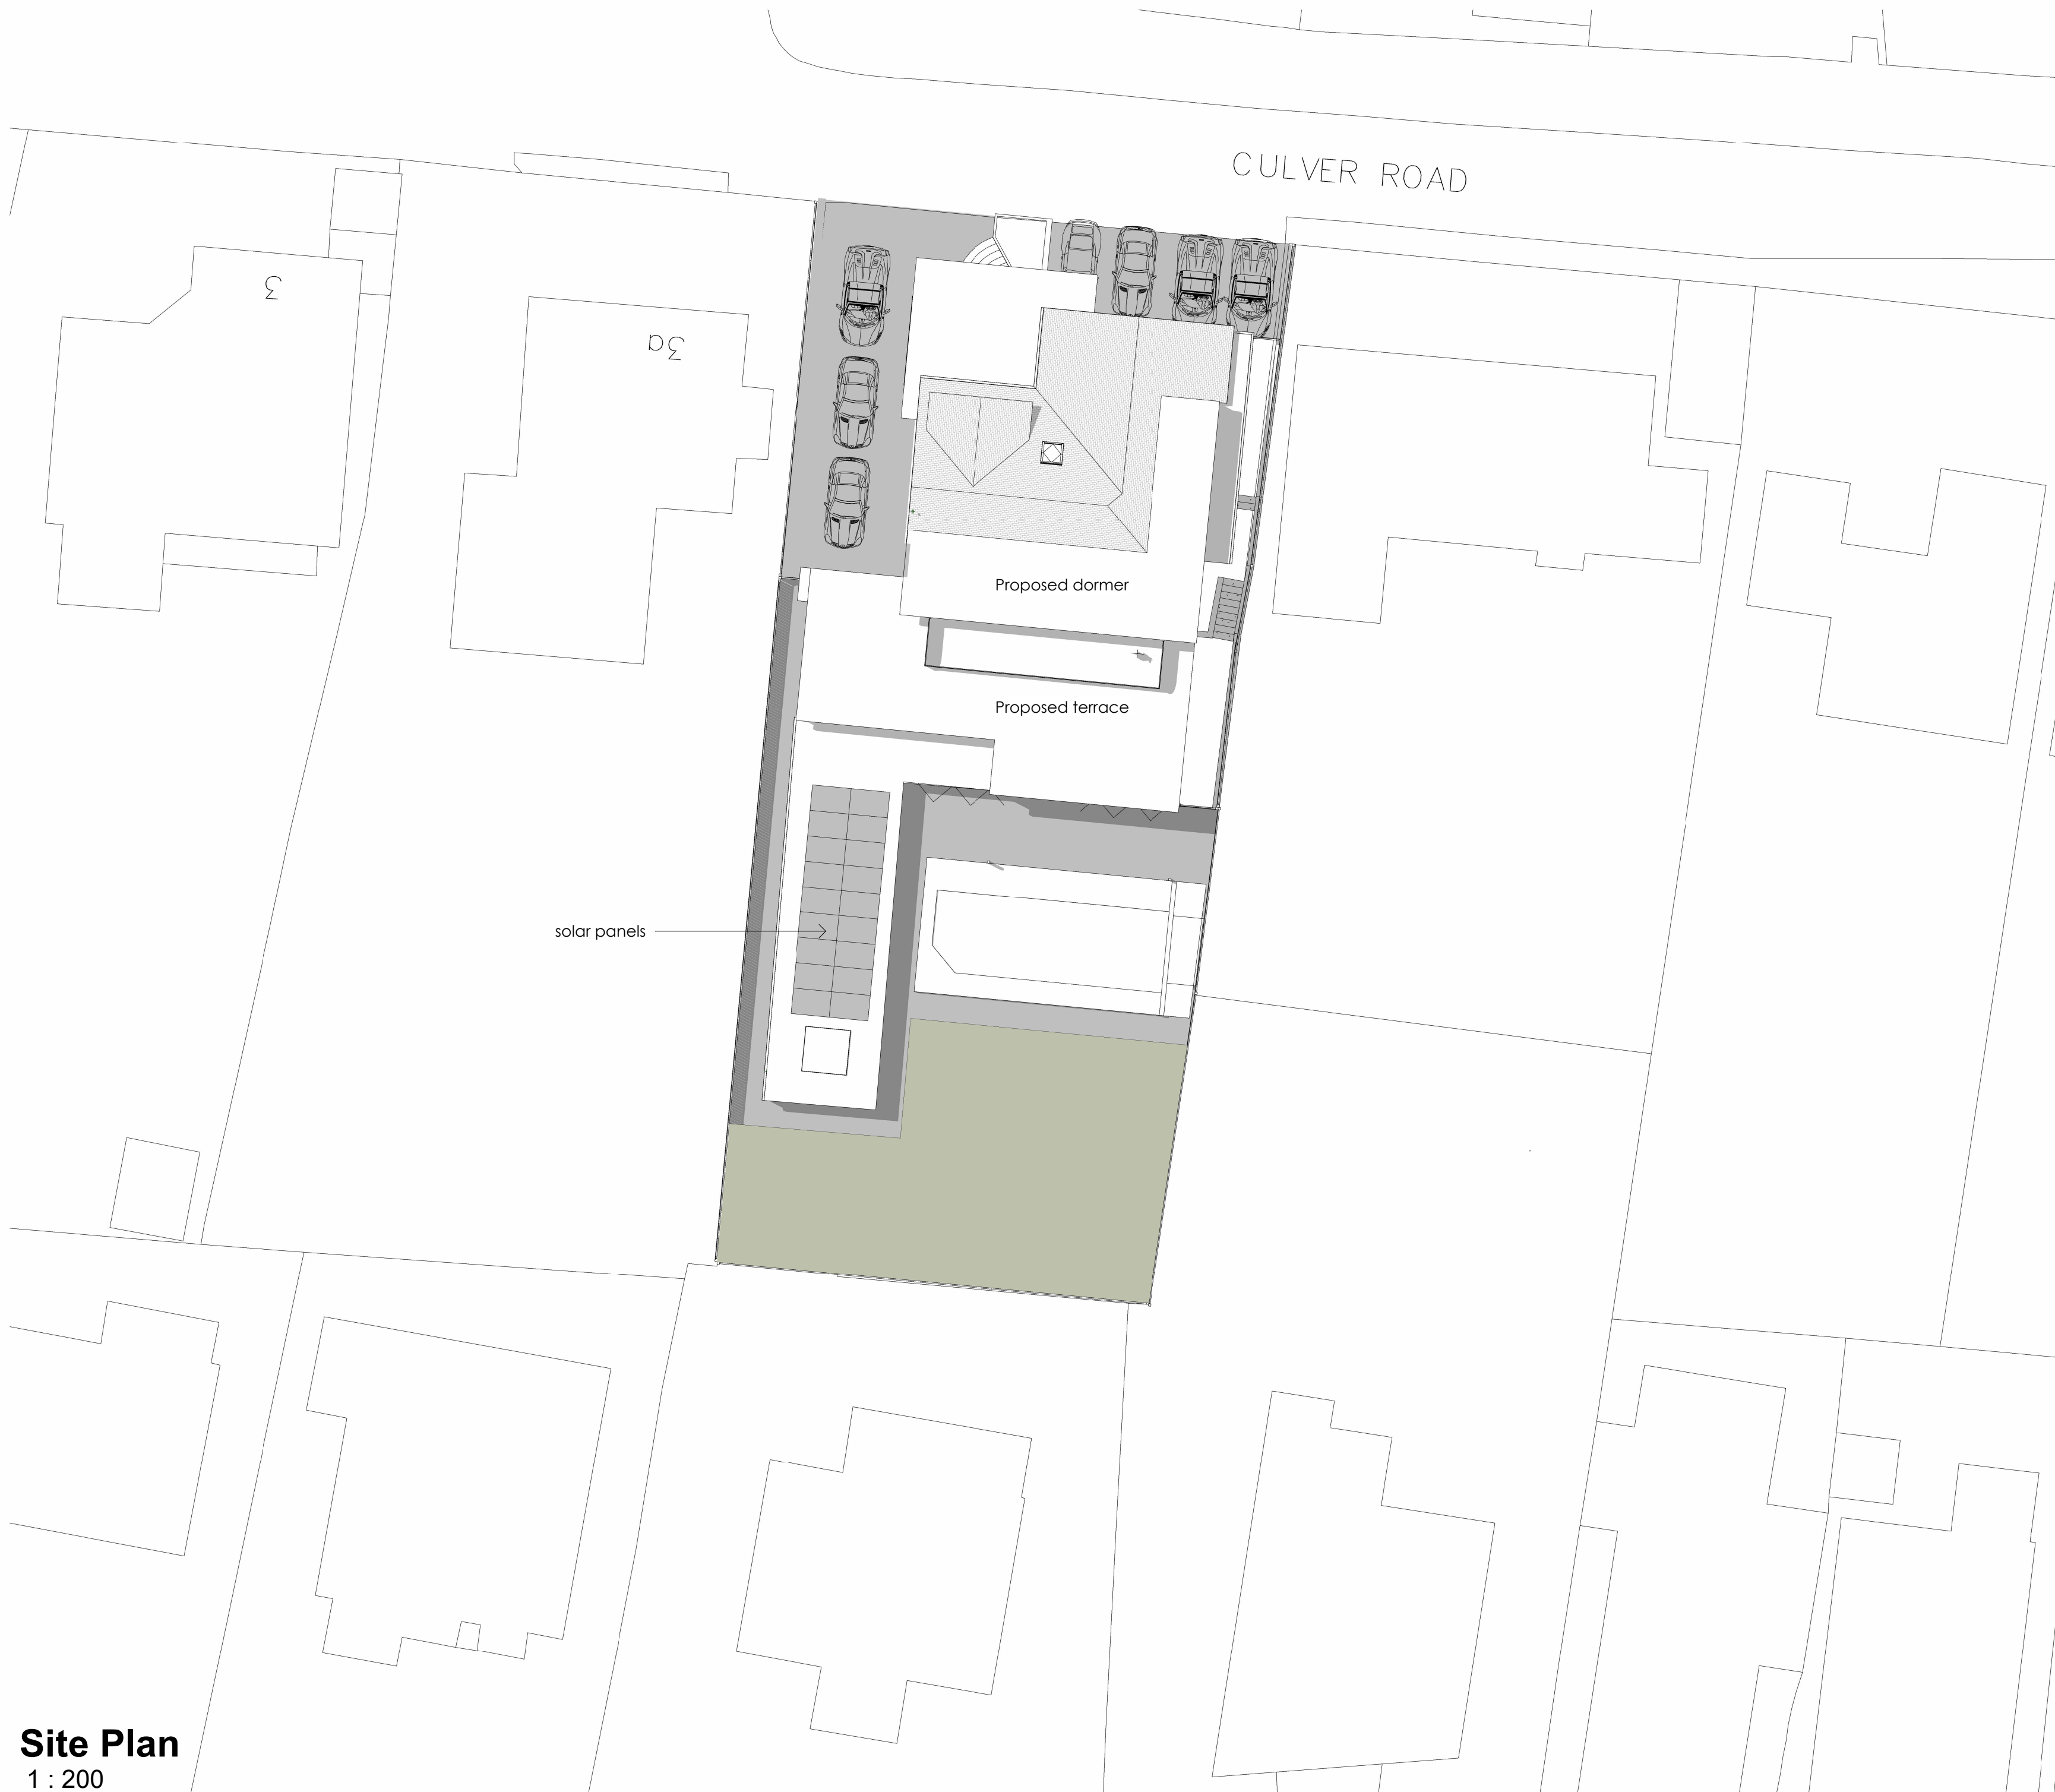 CULVER ROAD
3
3a
Proposed dormer
Proposed terrace
solar panels
Site Plan
1 : 200